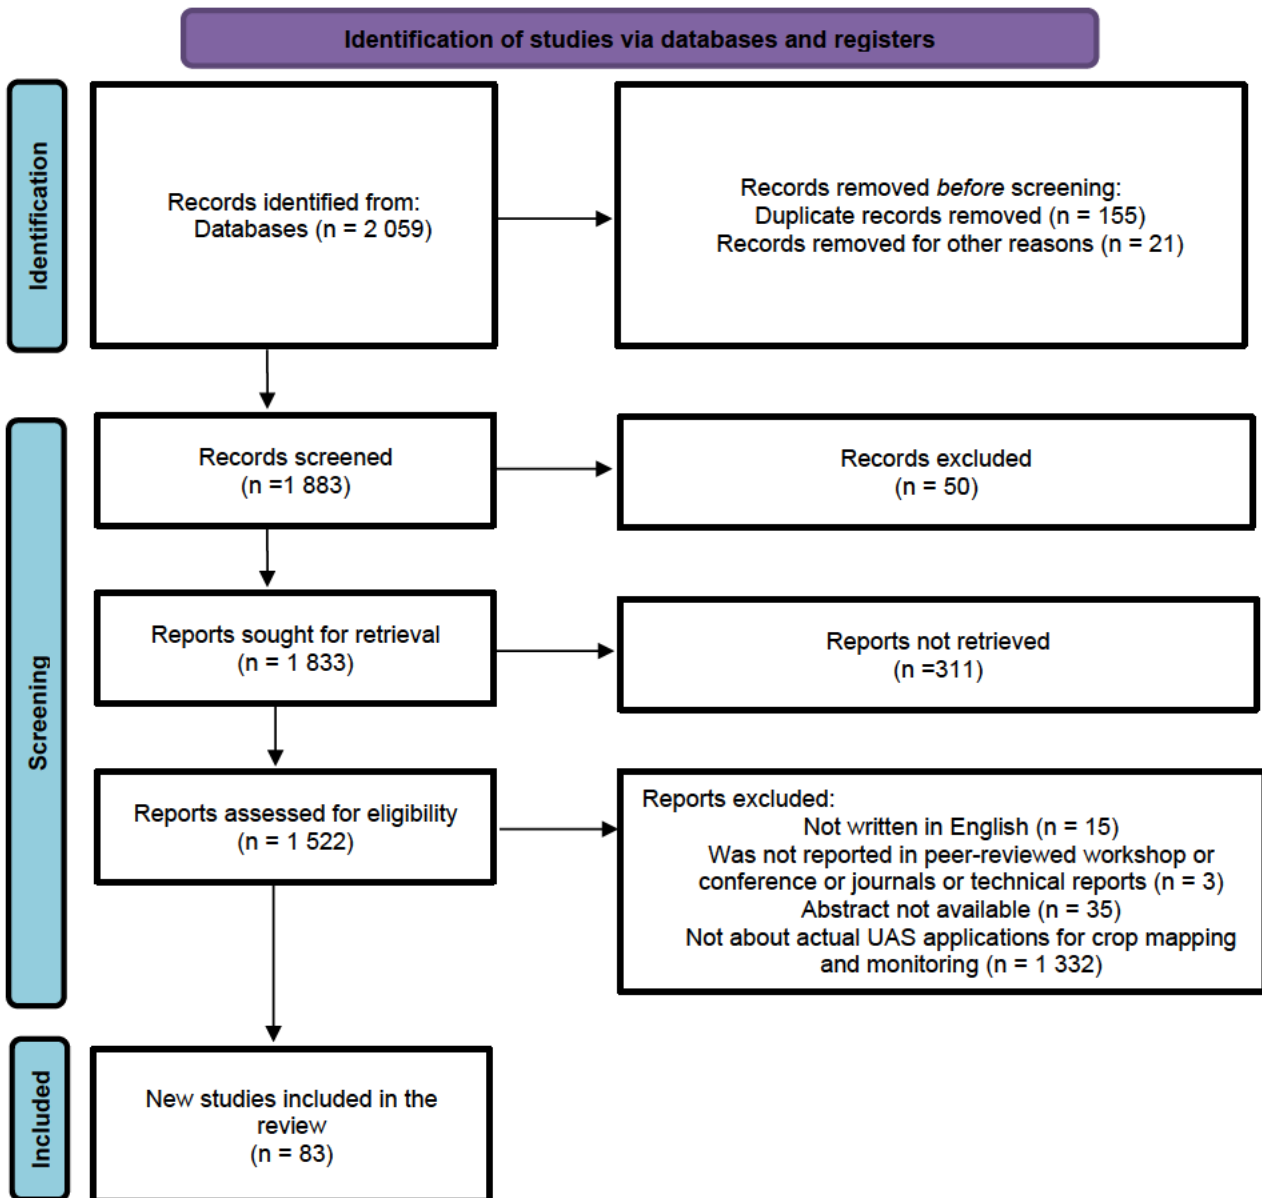 Identification of studies via databases and registers
Identification
Records identified from:
Databases (n = 2 059)
Records removed before screening:
Duplicate records removed (n = 155)
Records removed for other reasons (n = 21)
Screening
Records screened
(n =1 883)
Records excluded
(n = 50)
Reports sought for retrieval
(n = 1 833)
Reports not retrieved
(n =311)
Reports assessed for eligibility
(n = 1 522)
Reports excluded:
Not written in English (n = 15)
Was not reported in peer-reviewed workshop or
conference or journals or technical reports (n = 3)
Abstract not available (n = 35)
Not about actual UAS applications for crop mapping
and monitoring (n = 1 332)
Included
New studies included in the
review
(n = 83)